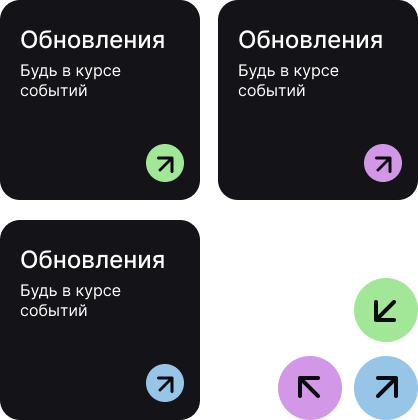 Обновления
Будь в курсе
событий
Обновления
Будь в курсе
событий
Обновления
Будь в курсе
событий